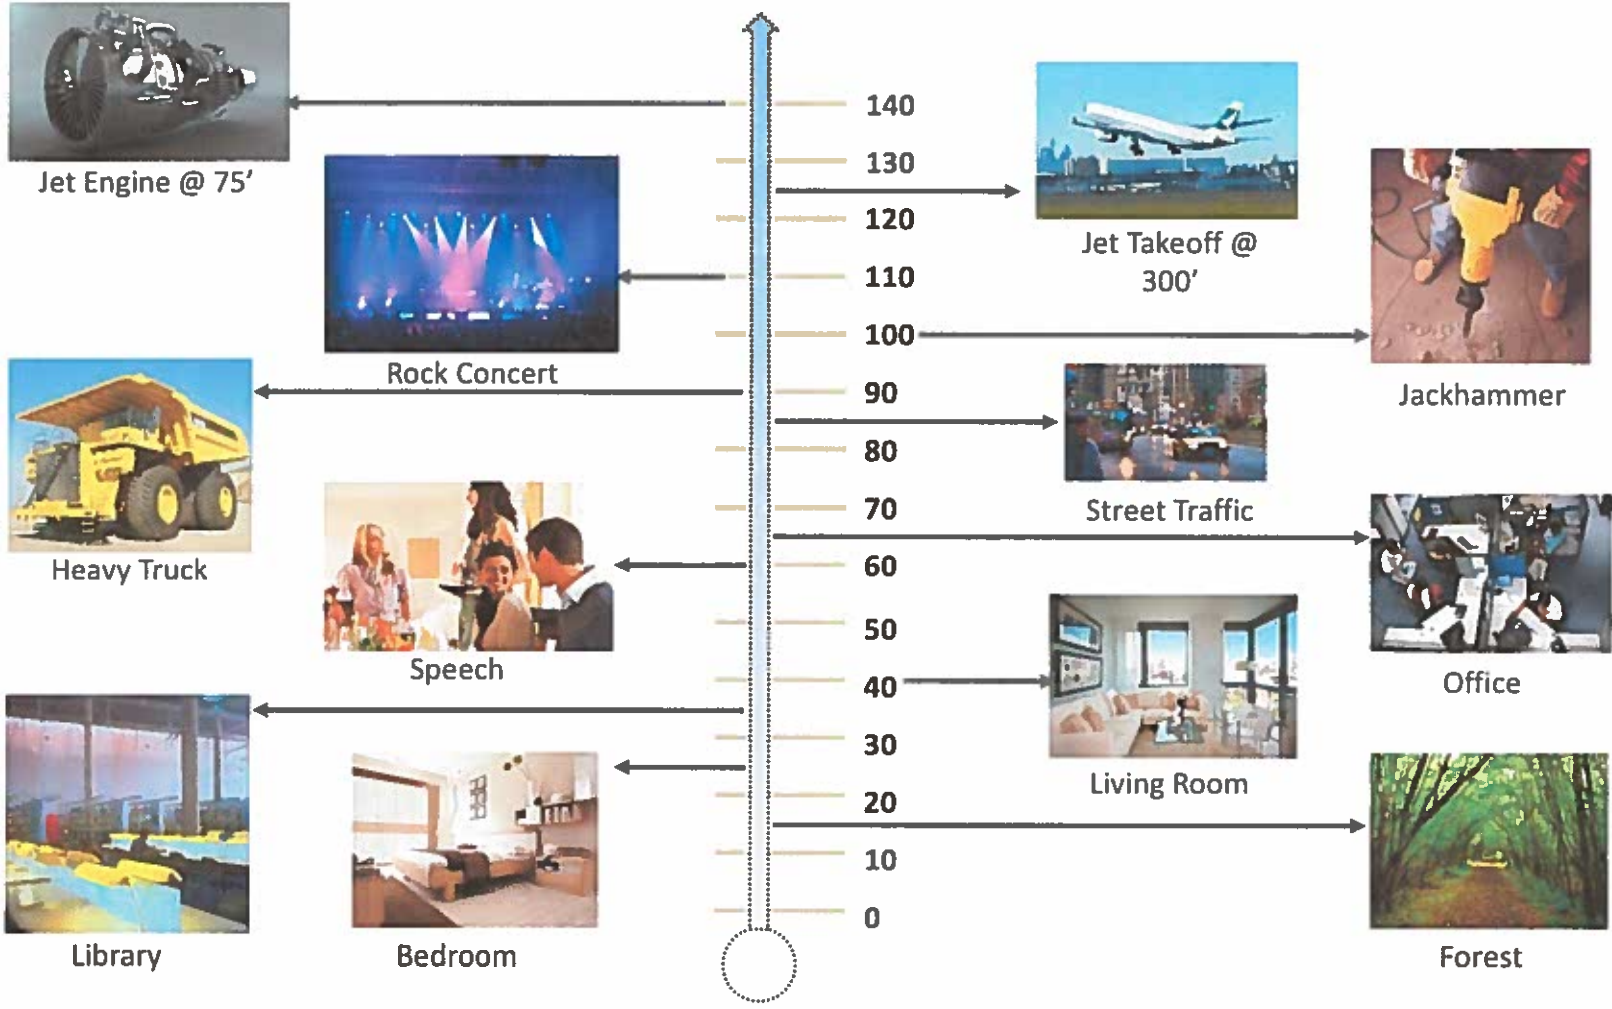 140
130
120
110
100
90
80
70
60
50
40
30
20
10
0
Jet Engine @ 75’
Rock Concert
Heavy Truck
Speech
Library
Bedroom
Jet Takeoff @
300’
Jackhammer
Street Traffic
Office
Living Room
Forest